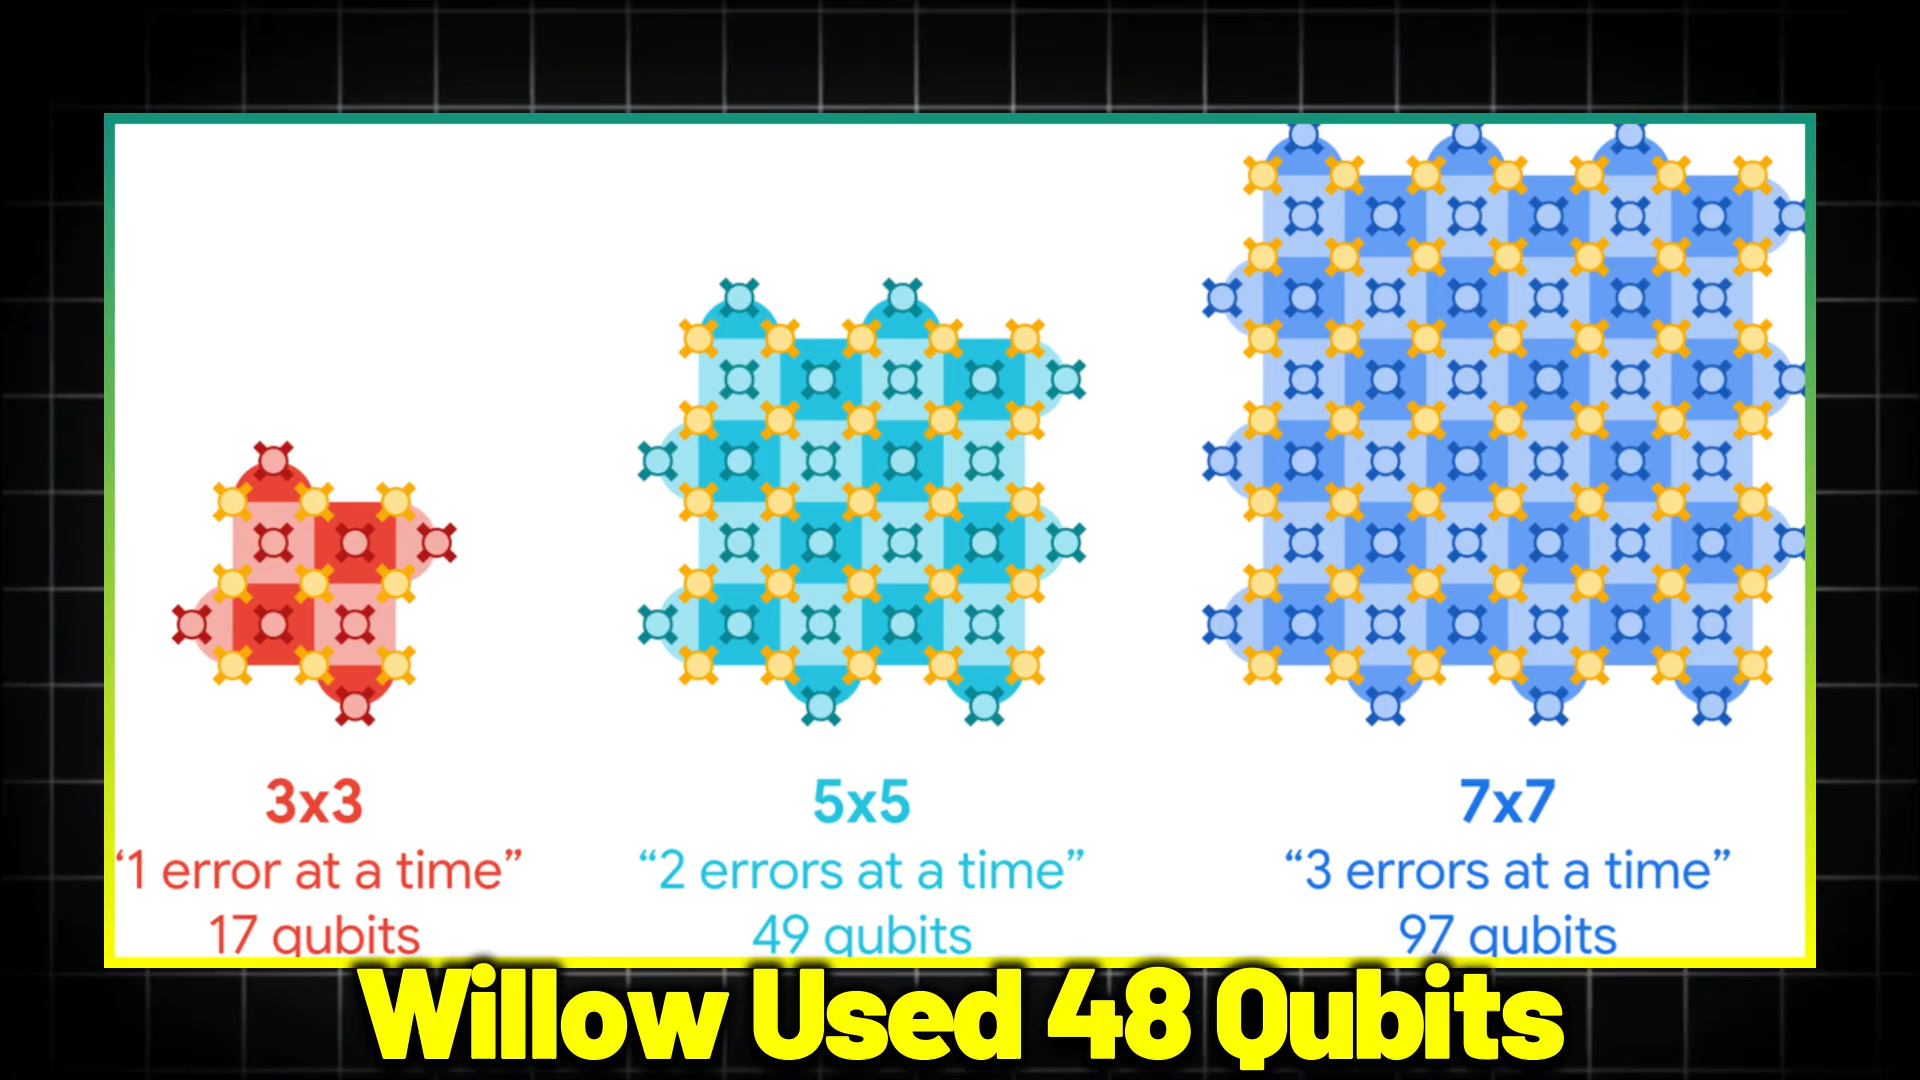 3x3
“1 error at a time”
17 qubits
5x5
“2 errors at a time”
49 qubits
7x7
“3 errors at a time”
97 qubits
Willow Used 48 Qubits